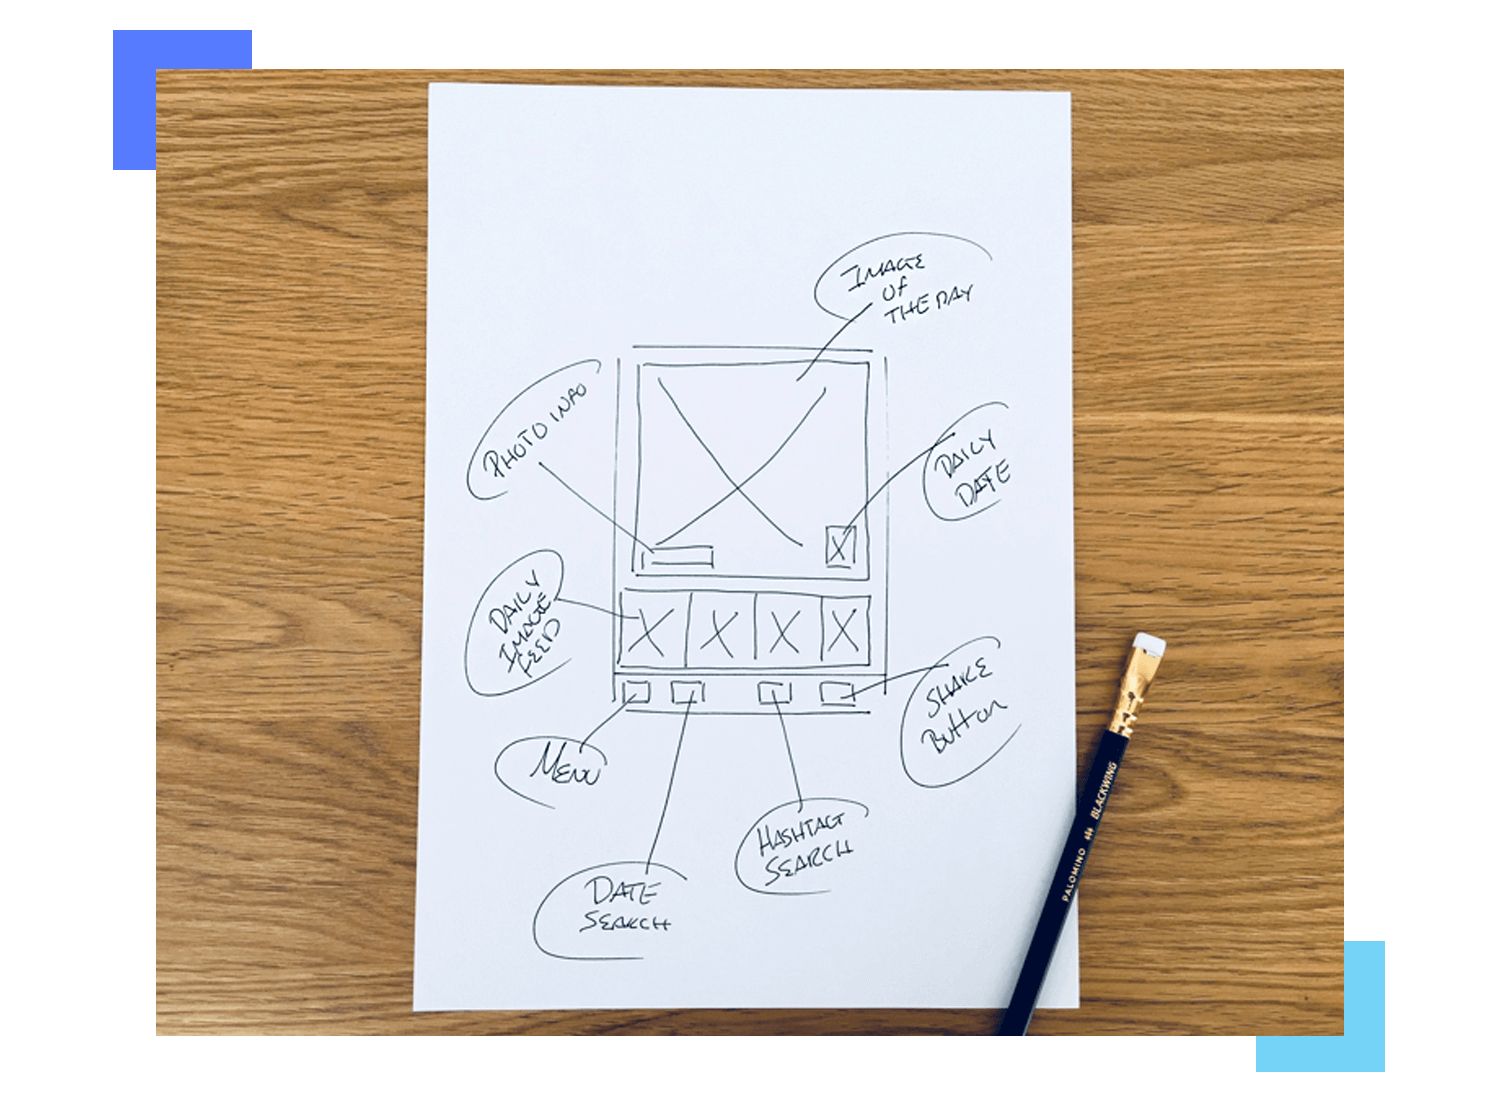 IMAGE
Of
THE DAY
PHOTO INFO
DAILY
DATE
DAILY
IMAGE
FEED
SHARE
Button
MENU
HASHTAG
SEARCH
DATE
SEARCH
PALOMINO BLACKWING